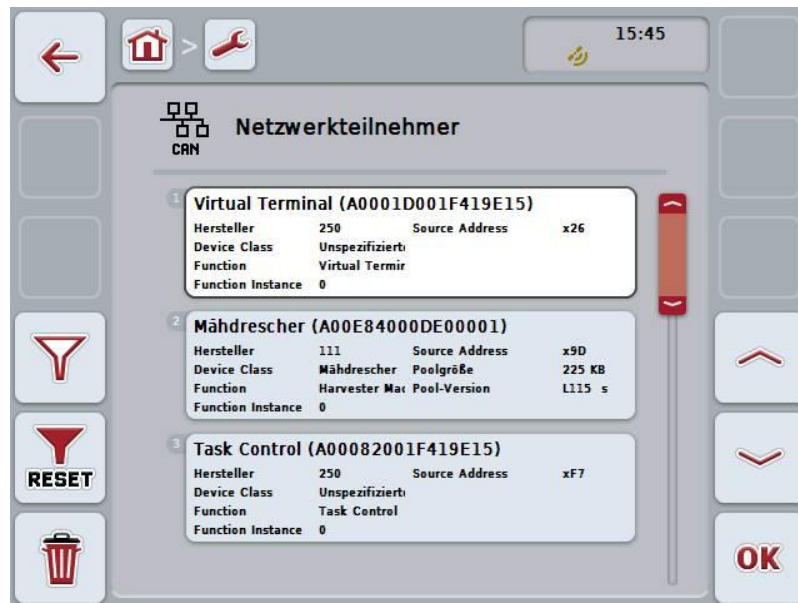 15:45
>
CAN
Netzwerkteilnehmer
1
Virtual Terminal (A0001D001F419E15)
Hersteller 250 Source Address x26
Device Class Unspezifizierte
Function Virtual Termin
Function Instance 0
2
Mähdrescher (A00E84000DE00001)
Hersteller 111 Source Address x9D
Device Class Mähdrescher Poolgröße 225 KB
Function Harvester Mac Pool-Version L115 s
Function Instance 0
3
Task Control (A00082001F419E15)
Hersteller 250 Source Address xF7
Device Class Unspezifizierte
Function Task Control
Function Instance 0
RESET
OK